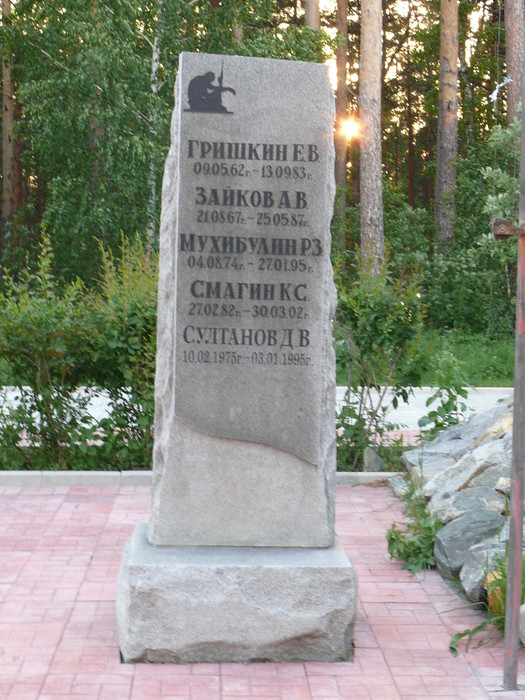 ГРИШКИН Е.В.
09.05.62г. - 13.09.83г.
ЗАЙКОВ А.В.
21.08.67г. - 25.05.87г.
МУХИБУЛИН Р.З.
04.08.74г. - 27.01.95г.
СМАГИН К.С.
27.02.82г. - 30.03.02г.
СУЛТАНОВ Д.В.
10.02.1975г. - 03.01.1995г.